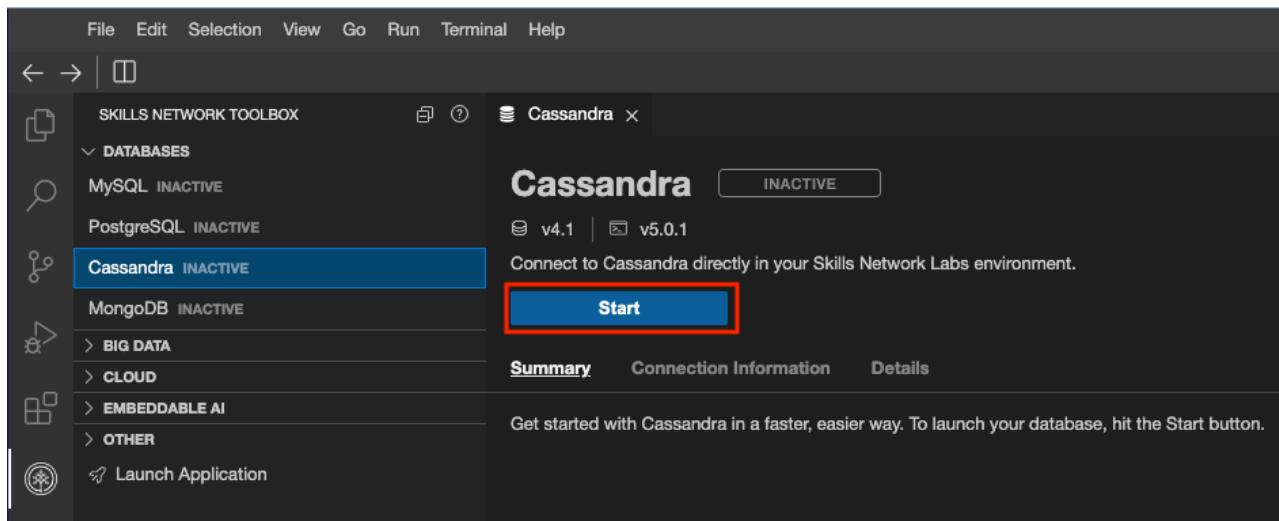 File Edit Selection View Go Run Terminal Help
SKILLS NETWORK TOOLBOX
DATABASES
MySQL INACTIVE
PostgreSQL INACTIVE
Cassandra INACTIVE
MongoDB INACTIVE
BIG DATA
CLOUD
EMBEDDABLE AI
OTHER
Launch Application
Cassandra
Cassandra INACTIVE
v4.1 v5.0.1
Connect to Cassandra directly in your Skills Network Labs environment.
Start
Summary Connection Information Details
Get started with Cassandra in a faster, easier way. To launch your database, hit the Start button.